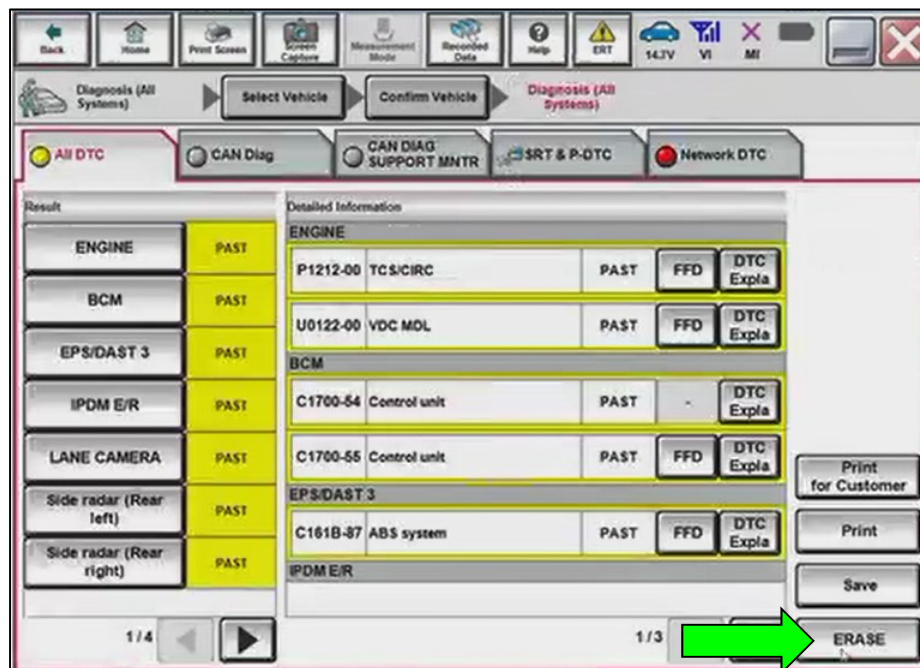 Back
Home
Print Screen
Screen
Capture
Measurement
Mode
Recorded
Data
?
Help
ERT
14.7V
VI
MI
Diagnosis (All
Systems)
Select Vehicle
Confirm Vehicle
Diagnosis (All
Systems)
All DTC
CAN Diag
CAN DIAG
SUPPORT MNTR
SRT & P-DTC
Network DTC
Result
ENGINE PAST
BCM PAST
EPS/DAST 3 PAST
IPDM E/R PAST
LANE CAMERA PAST
Side radar (Rear
left) PAST
Side radar (Rear
right) PAST
1/4
Detailed Information
ENGINE
P1212-00 TCS/CIRC PAST FFD DTC
Expla
U0122-00 VDC MDL PAST FFD DTC
Expla
BCM
C1700-54 Control unit PAST - DTC
Expla
C1700-55 Control unit PAST FFD DTC
Expla
EPS/DAST 3
C161B-87 ABS system PAST FFD DTC
Expla
IPDM E/R
1/3
Print
for Customer
Print
Save
ERASE